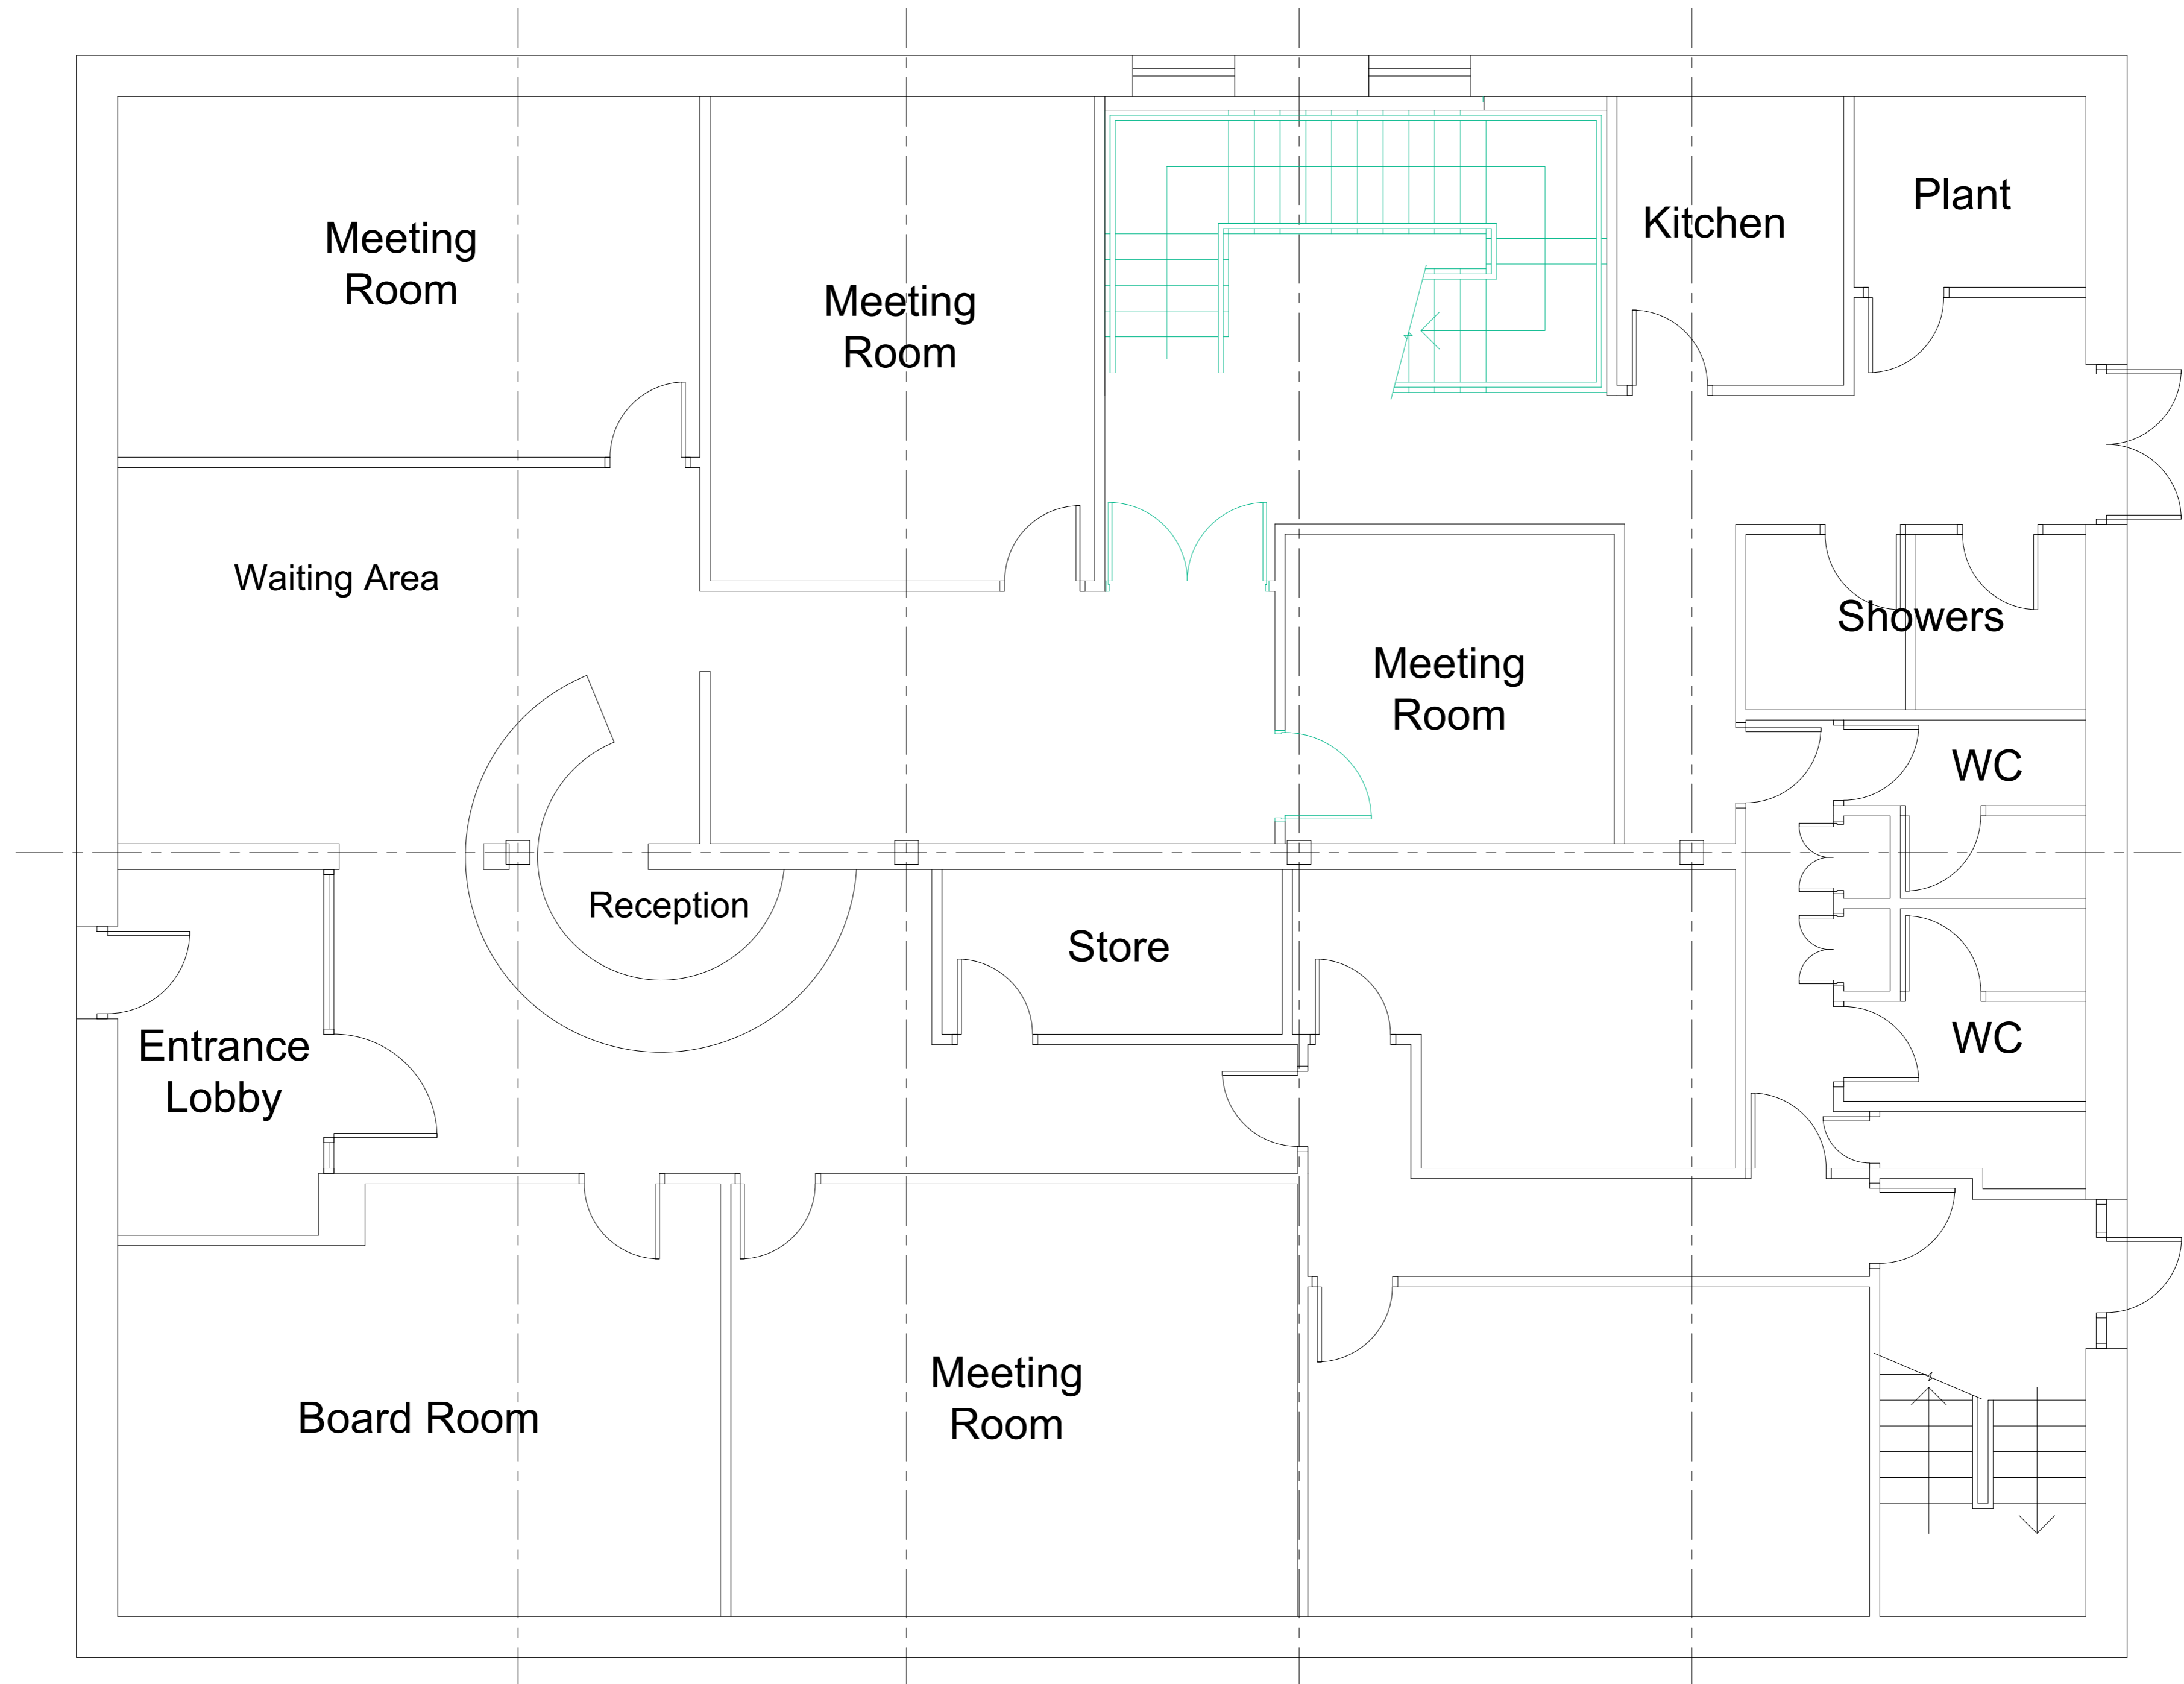 Meeting
Room
Meeting
Room
Kitchen
Plant
Waiting Area
Meeting
Room
Showers
WC
Reception
Store
Entrance
Lobby
WC
Board Room
Meeting
Room